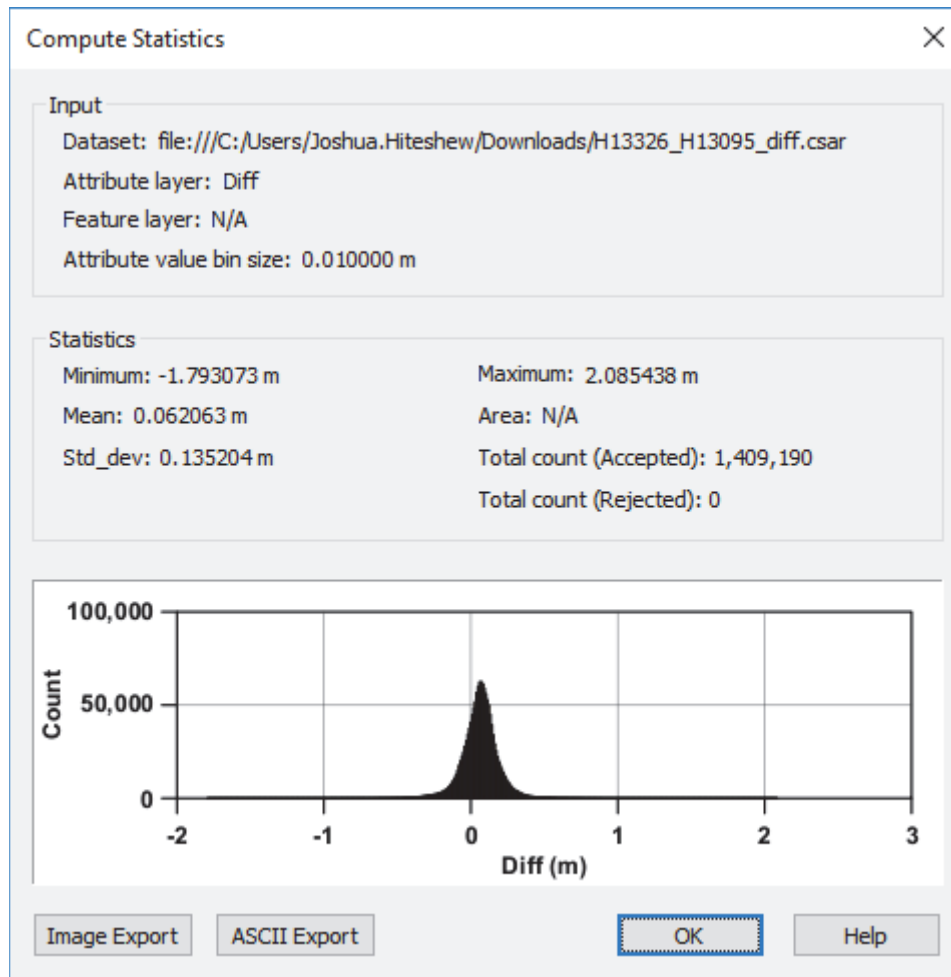 Compute Statistics
Input
Dataset: file:///C:/Users/Joshua.Hiteshew/Downloads/H13326_H13095_diff.csar
Attribute layer: Diff
Feature layer: N/A
Attribute value bin size: 0.010000 m
Statistics
Minimum: -1.793073 m
Maximum: 2.085438 m
Mean: 0.062063 m
Area: N/A
Std_dev: 0.135204 m
Total count (Accepted): 1,409,190
Total count (Rejected): 0
100,000
50,000
0
Count
-2 -1 0 1 2 3
Diff (m)
Image Export ASCII Export OK Help